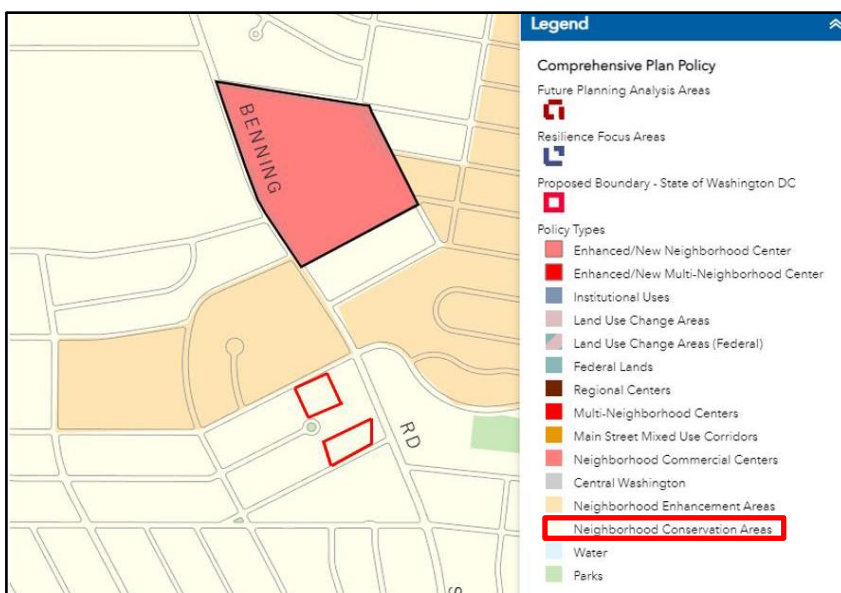 BENNING
RD
S
Legend
Comprehensive Plan Policy
Future Planning Analysis Areas
Resilience Focus Areas
Proposed Boundary - State of Washington DC
Policy Types
Enhanced/New Neighborhood Center
Enhanced/New Multi-Neighborhood Center
Institutional Uses
Land Use Change Areas
Land Use Change Areas (Federal)
Federal Lands
Regional Centers
Multi-Neighborhood Centers
Main Street Mixed Use Corridors
Neighborhood Commercial Centers
Central Washington
Neighborhood Enhancement Areas
Neighborhood Conservation Areas
Water
Parks